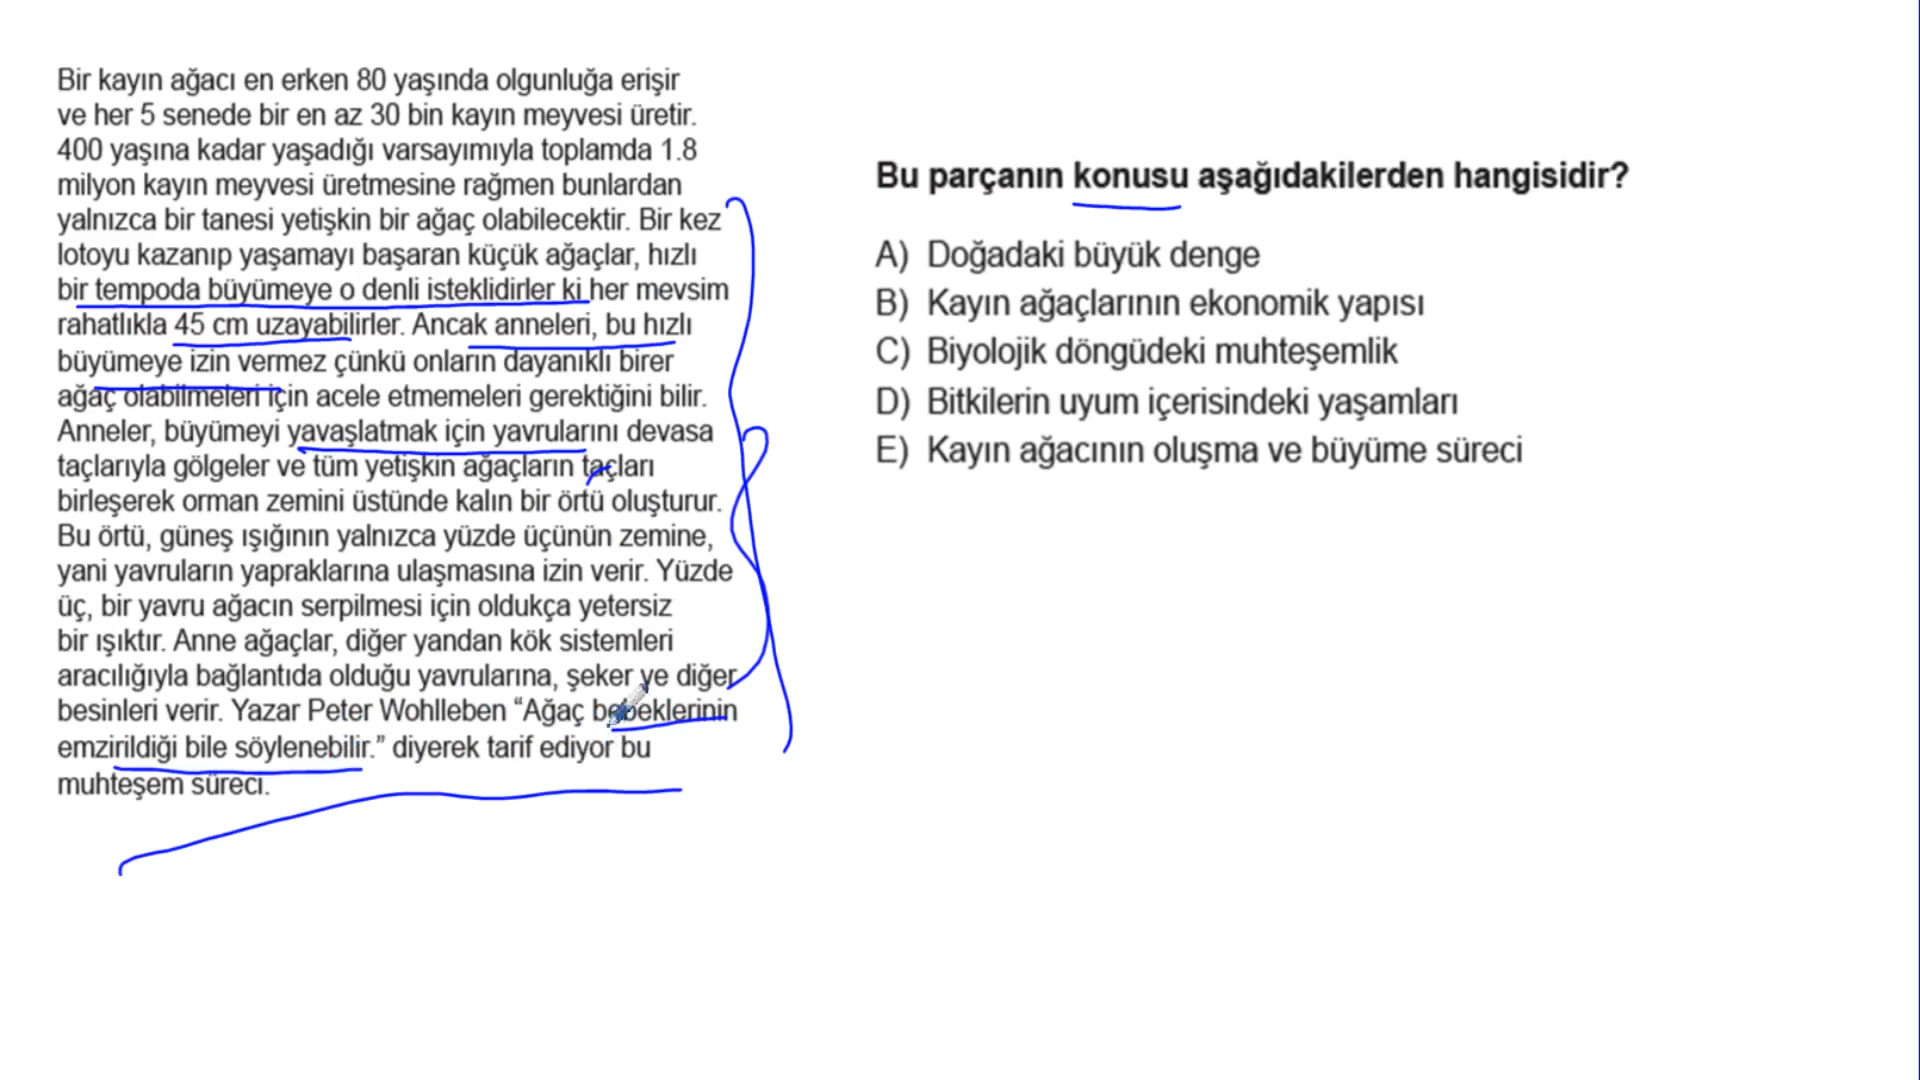 Bir kayın ağacı en erken 80 yaşında olgunluğa erişir
ve her 5 senede bir en az 30 bin kayın meyvesi üretir.
400 yaşına kadar yaşadığı varsayımıyla toplamda 1.8
milyon kayın meyvesi üretmesine rağmen bunlardan
yalnızca bir tanesi yetişkin bir ağaç olabilecektir. Bir kez
lotoyu kazanıp yaşamayı başaran küçük ağaçlar, hızlı
bir tempoda büyümeye o denli isteklidirler ki her mevsim
rahatlıkla 45 cm uzayabilirler. Ancak anneleri, bu hızlı
büyümeye izin vermez çünkü onların dayanıklı birer
ağaç olabilmeleri için acele etmemeleri gerektiğini bilir.
Anneler, büyümeyi yavaşlatmak için yavrularını devasa
taçlarıyla gölgeler ve tüm yetişkin ağaçların taçları
birleşerek orman zemini üstünde kalın bir örtü oluşturur.
Bu örtü, güneş ışığının yalnızca yüzde üçünün zemine,
yani yavruların yapraklarına ulaşmasına izin verir. Yüzde
üç, bir yavru ağacın serpilmesi için oldukça yetersiz
bir ışıktır. Anne ağaçlar, diğer yandan kök sistemleri
aracılığıyla bağlantıda olduğu yavrularına, şeker ve diğer
besinleri verir. Yazar Peter Wohlleben “Ağaç bebeklerinin
emzirildiği bile söylenebilir.” diyerek tarif ediyor bu
muhteşem süreci.
Bu parçanın konusu aşağıdakilerden hangisidir?
A) Doğadaki büyük denge
B) Kayın ağaçlarının ekonomik yapısı
C) Biyolojik döngüdeki muhteşemlik
D) Bitkilerin uyum içerisindeki yaşamları
E) Kayın ağacının oluşma ve büyüme süreci